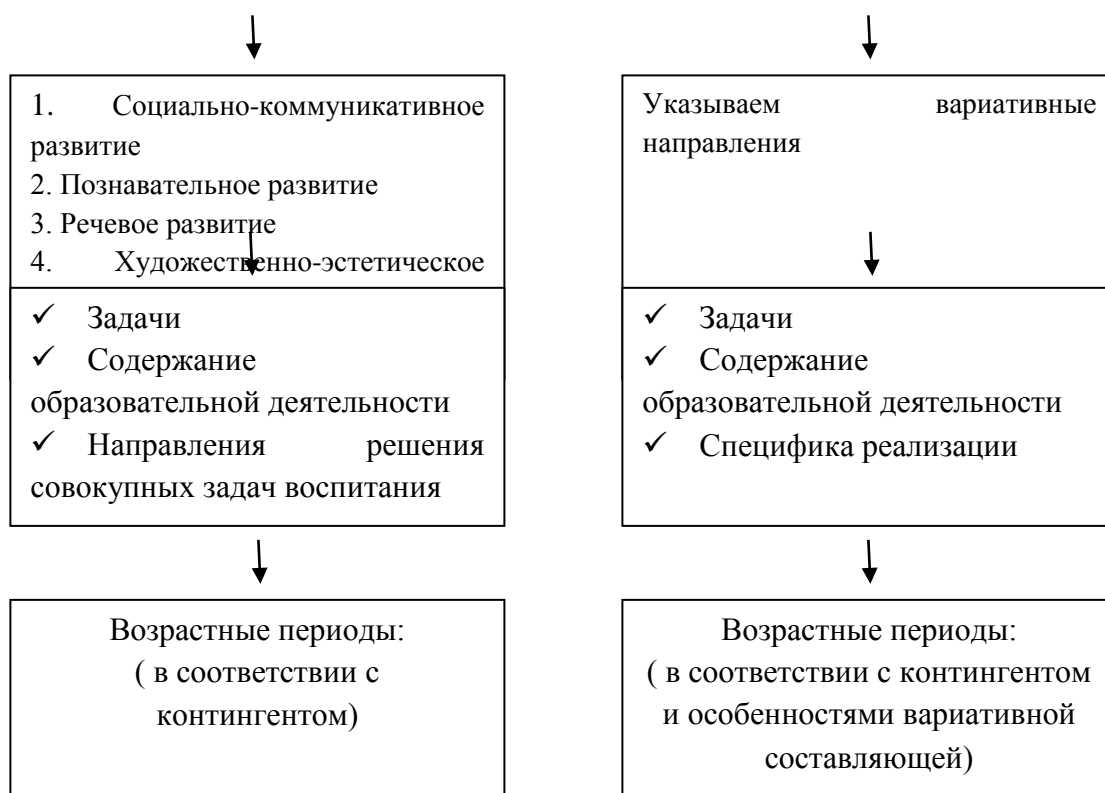 1. Социально-коммуникативное
развитие
2. Познавательное развитие
3. Речевое развитие
4. Художественно-эстетическое
✓ Задачи
✓ Содержание
образовательной деятельности
✓ Направления решения
совокупных задач воспитания
Возрастные периоды:
( в соответствии с
контингентом)
Указываем вариативные
направления
✓ Задачи
✓ Содержание
образовательной деятельности
✓ Специфика реализации
Возрастные периоды:
( в соответствии с контингентом
и особенностями вариативной
составляющей)